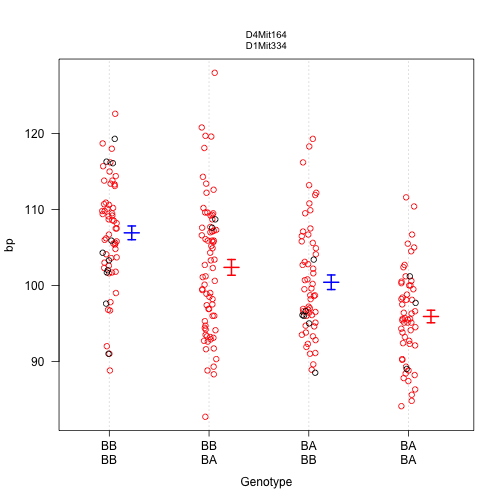 D4Mit164
D1Mit334
120
110
100
90
bp
BB BB BA BA
BB BA BB BA
Genotype